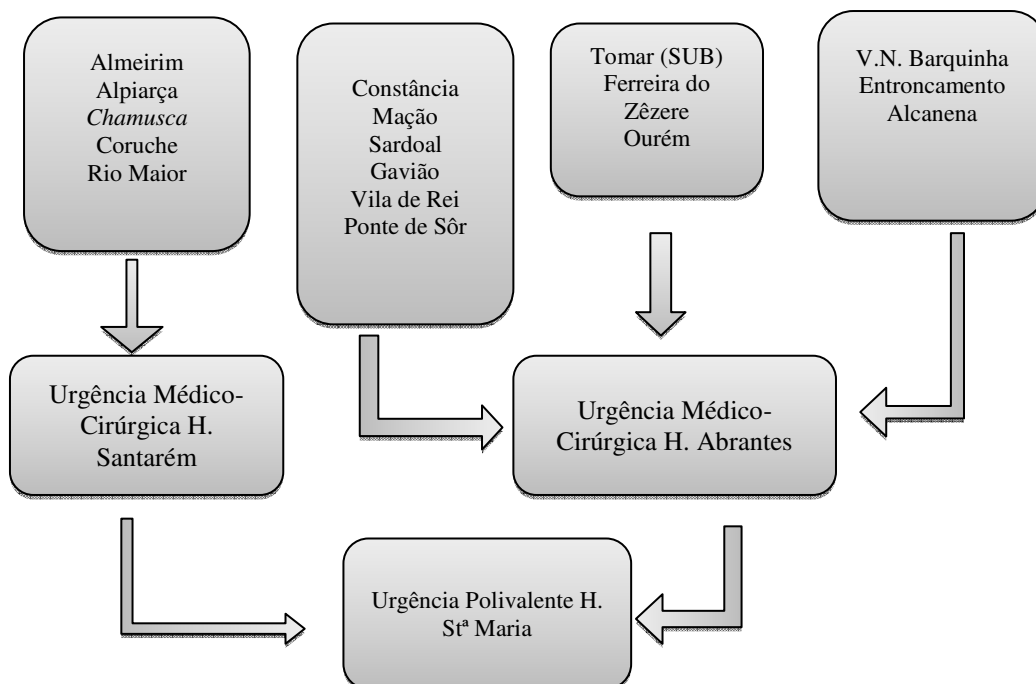 Almeirim
Alpiarça
Chamusca
Coruche
Rio Maior
Constância
Mação
Sardoal
Gavião
Vila de Rei
Ponte de Sôr
Tomar (SUB)
Ferreira do
Zêzere
Ourém
V.N. Barquinha
Entroncamento
Alcanena
Urgência Médico-
Cirúrgica H.
Santarém
Urgência Médico-
Cirúrgica H. Abrantes
Urgência Polivalente H.
Stª Maria